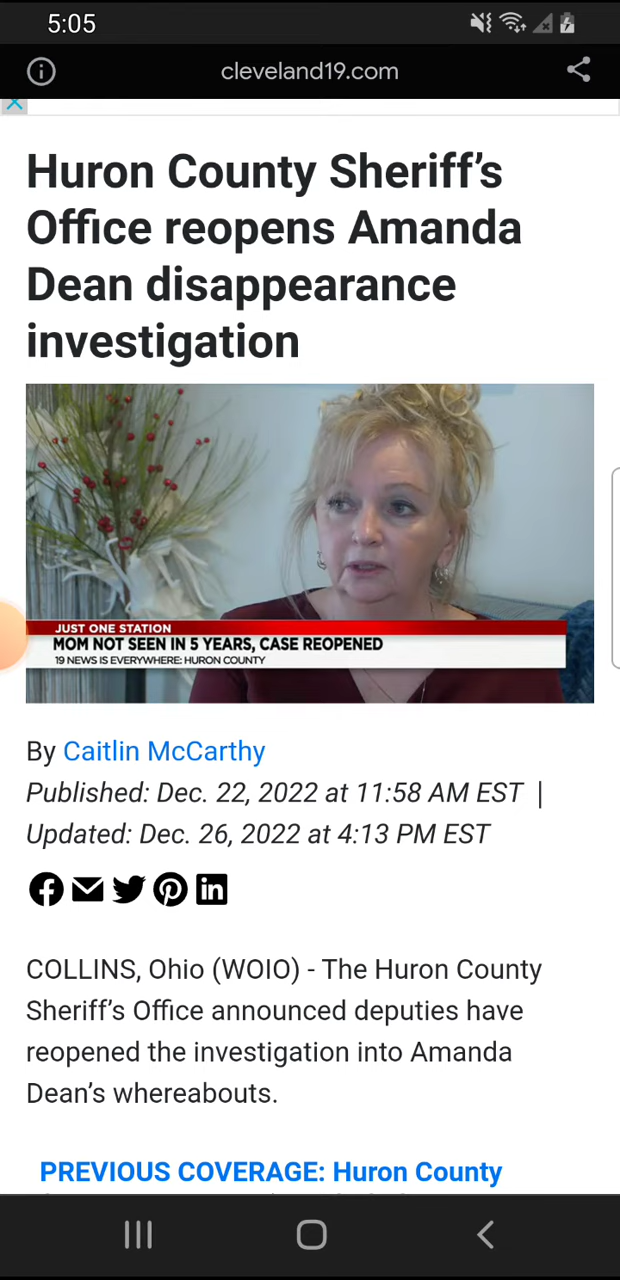 5:05
cleveland19.com
Huron County Sheriff's
Office reopens Amanda
Dean disappearance
investigation
JUST ONE STATION
MOM NOT SEEN IN 5 YEARS, CASE REOPENED
19 NEWS IS EVERYWHERE: HURON COUNTY
By Caitlin McCarthy
Published: Dec. 22, 2022 at 11:58 AM EST |
Updated: Dec. 26, 2022 at 4:13 PM EST
COLLINS, Ohio (WOIO) - The Huron County
Sheriff's Office announced deputies have
reopened the investigation into Amanda
Dean's whereabouts.
PREVIOUS COVERAGE: Huron County